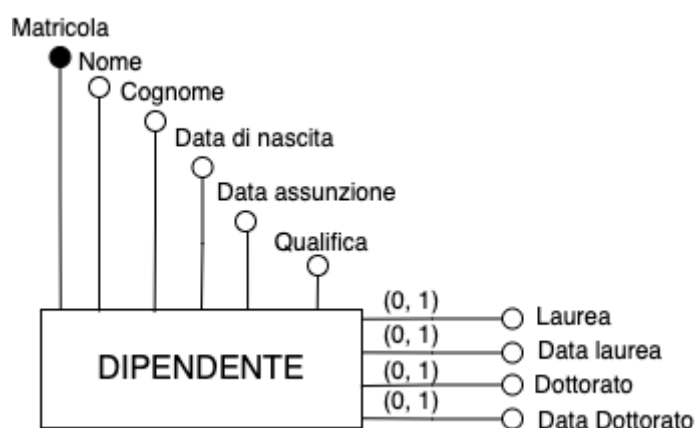 Matricola
Nome
Cognome
Data di nascita
Data assunzione
Qualifica
(0, 1)
Laurea
(0, 1)
Data laurea
DIPENDENTE
(0, 1)
Dottorato
(0, 1)
Data Dottorato